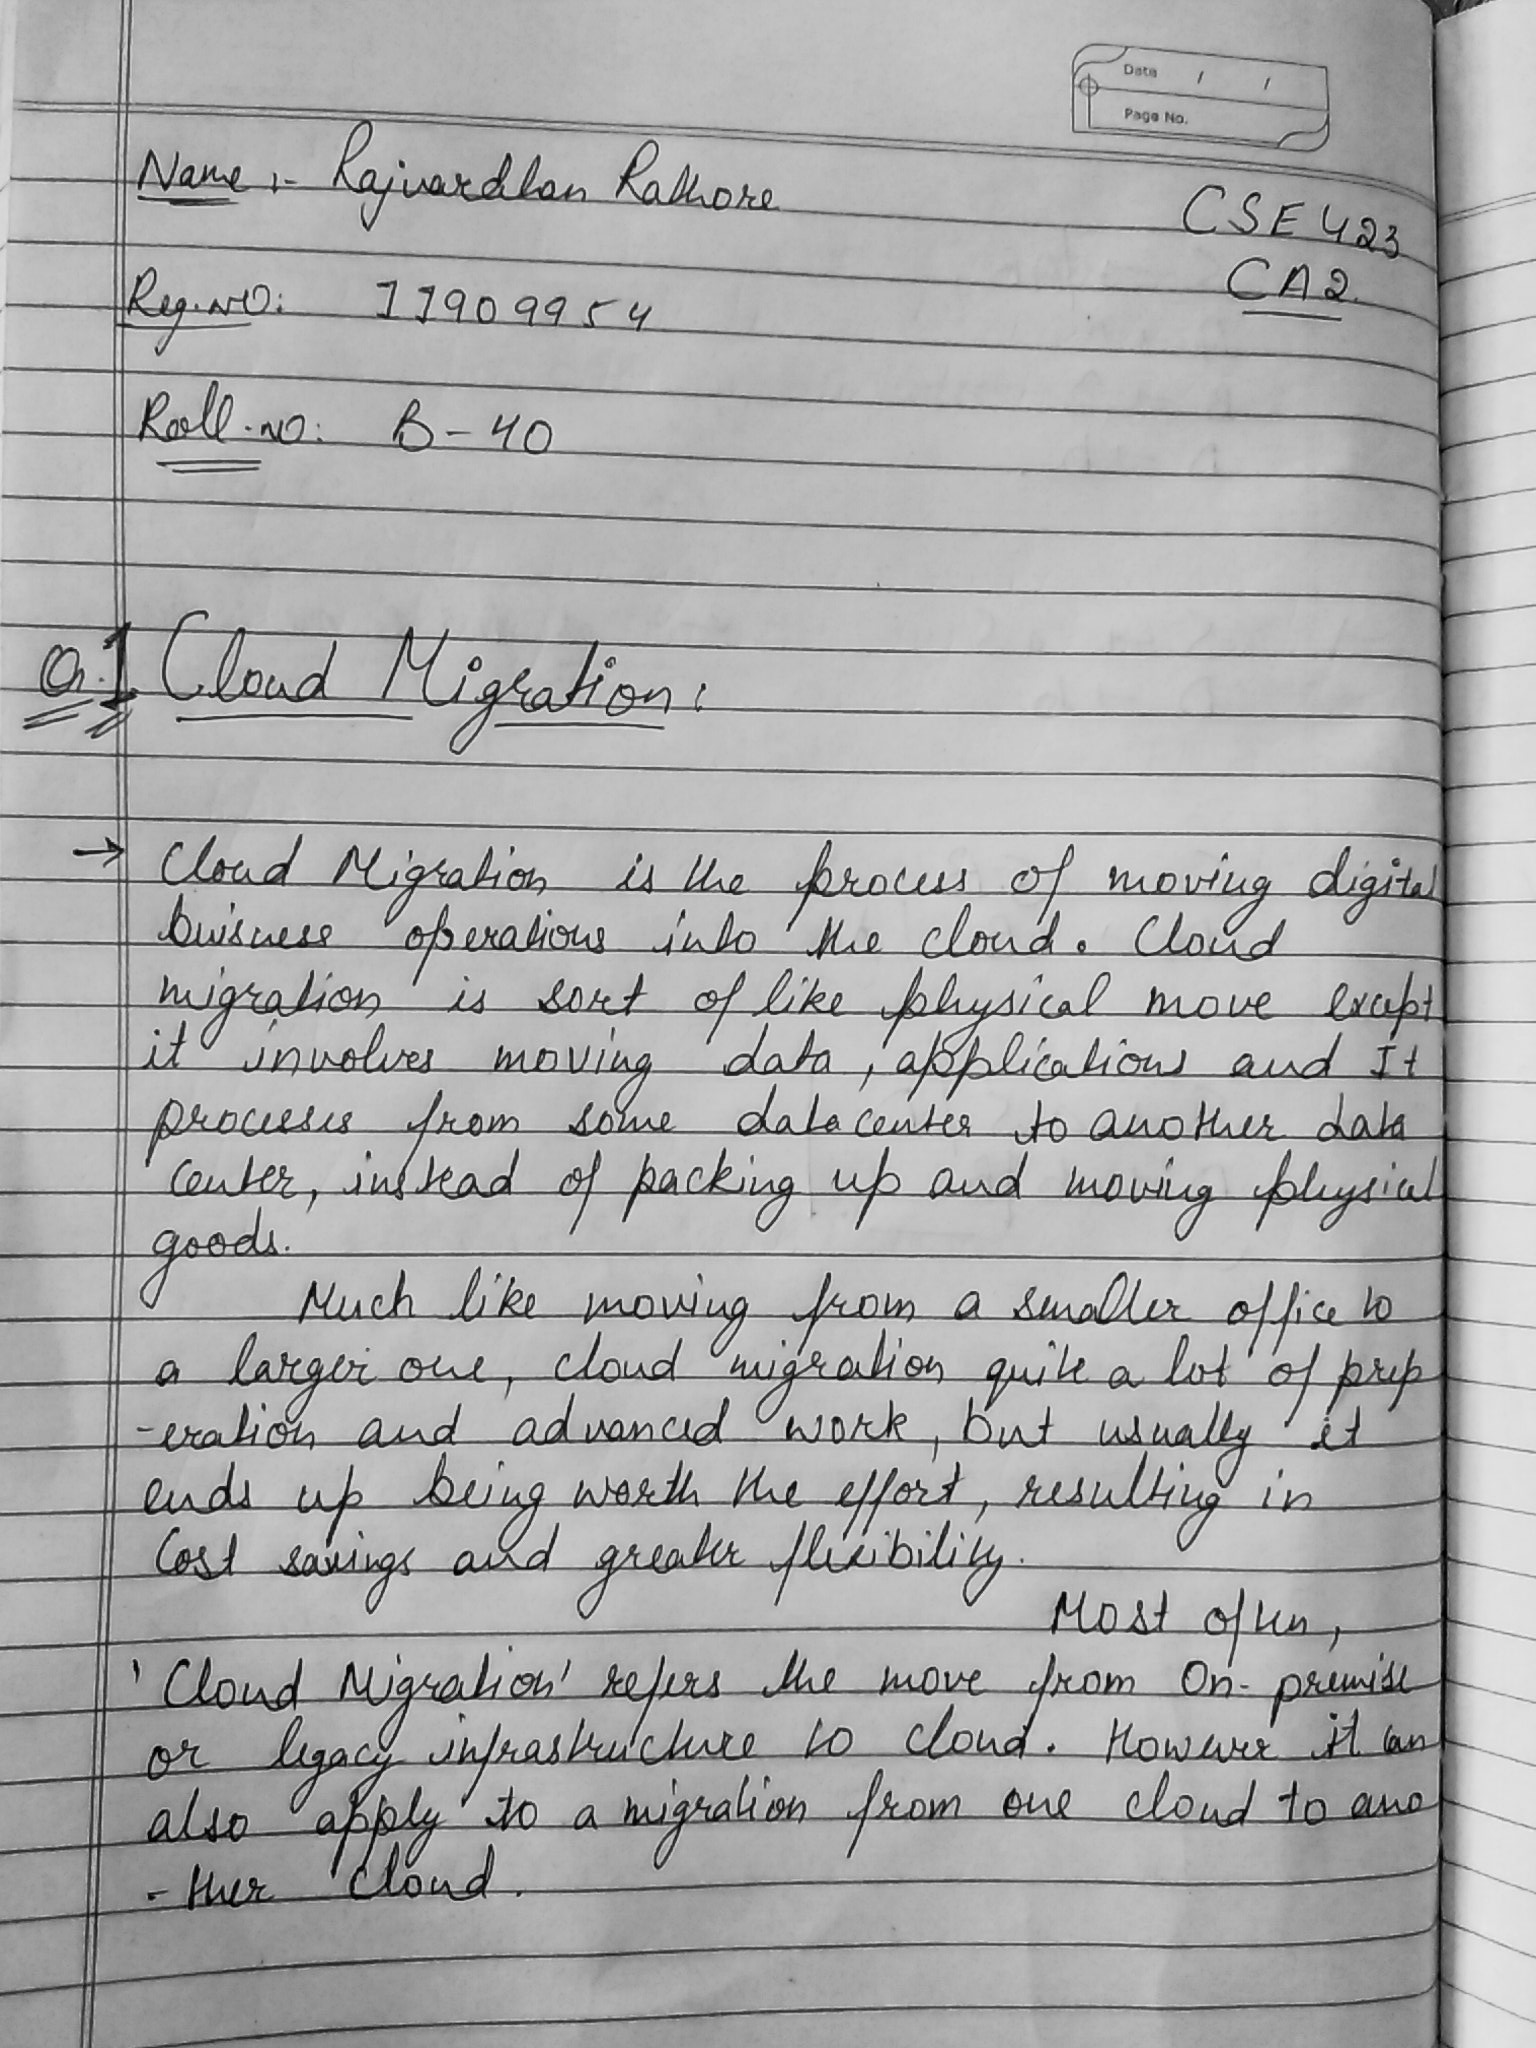 Date / /
Page No.
Name :- Rajvardhan Rathore
CSE 423
CA2.
Reg. no: 11909954
Roll. no: B-40
Q.1 Cloud Migration:
→ Cloud Migration is the process of moving digital
buisness operations into the cloud. Cloud
migration is sort of like physical move except
it involves moving data, applications and It
processes from some datacenter to another data
center, instead of packing up and moving physical
goods.
Much like moving from a smaller office to
a larger one, cloud migration quite a lot of prep
-eration and advanced work, but usually it
ends up being worth the effort, resulting in
Cost savings and greater flexibility.
Most often,
'Cloud Migration' refers the move from On-premise
or legacy infrastructure to cloud. However it can
also apply to a migration from one cloud to ano
-ther cloud.